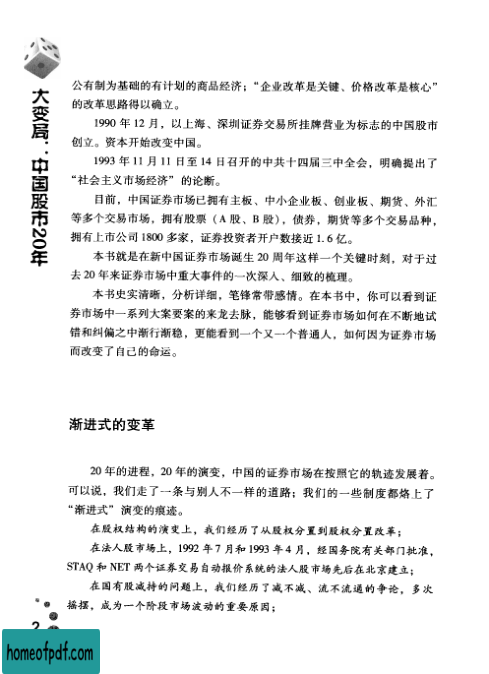 大变局：中国股市20年
公有制为基础的有计划的商品经济；“企业改革是关键、价格改革是核心”
的改革思路得以确立。
1990 年 12 月，以上海、深圳证券交易所挂牌营业为标志的中国股市
创立。资本开始改变中国。
1993 年 11 月 11 日至 14 日召开的中共十四届三中全会，明确提出了
“社会主义市场经济” 的论断。
目前，中国证券市场已拥有主板、中小企业板、创业板、期货、外汇
等多个交易市场，拥有股票（A 股、B 股），债券，期货等多个交易品种，
拥有上市公司 1800 多家，证券投资者开户数接近 1. 6 亿。
本书就是在新中国证券市场诞生 20 周年这样一个关键时刻，对于过
去 20 年来证券市场中重大事件的一次深入、细致的梳理。
本书史实清晰，分析详细，笔锋常带感情。在本书中，你可以看到证
券市场中一系列大案要案的来龙去脉，能够看到证券市场如何在不断地试
错和纠偏之中渐行渐稳，更能看到一个又一个普通人，如何因为证券市场
而改变了自己的命运。
渐进式的变革
20 年的进程，20 年的演变，中国的证券市场在按照它的轨迹发展着。
可以说，我们走了一条与别人不一样的道路；我们的一些制度都烙上了
“渐进式” 演变的痕迹。
在股权结构的演变上，我们经历了从股权分置到股权分置改革；
在法人股市场上，1992 年 7 月和 1993 年 4 月，经国务院有关部门批准，
STAQ 和 NET 两个证券交易自动报价系统的法人股市场先后在北京建立；
在国有股减持的问题上，我们经历了减不减、流不流通的争论，多次
摇摆，成为一个阶段市场波动的重要原因；
2
homeofpdf.com